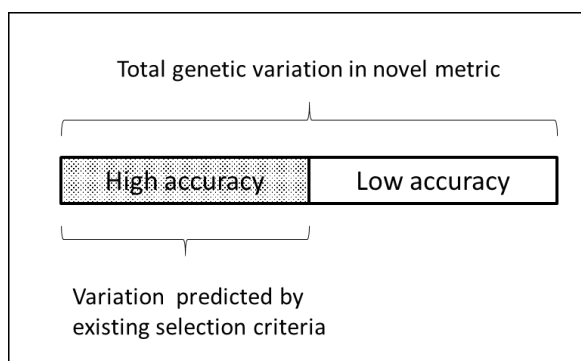 Total genetic variation in novel metric
High accuracy
Low accuracy
Variation predicted by
existing selection criteria